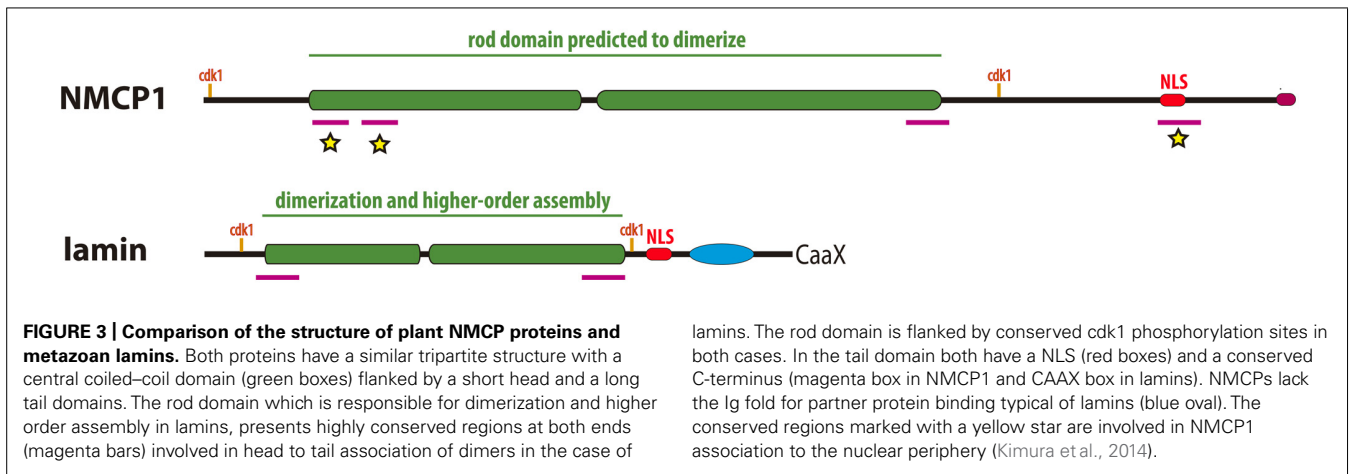 rod domain predicted to dimerize
cdk1
cdk1
NLS
NMCP1
dimerization and higher-order assembly
cdk1
cdk1 NLS
lamin
CaaX
FIGURE 3 | Comparison of the structure of plant NMCP proteins and
metazoan lamins. Both proteins have a similar tripartite structure with a
central coiled–coil domain (green boxes) flanked by a short head and a long
tail domains. The rod domain which is responsible for dimerization and higher
order assembly in lamins, presents highly conserved regions at both ends
(magenta bars) involved in head to tail association of dimers in the case of
lamins. The rod domain is flanked by conserved cdk1 phosphorylation sites in
both cases. In the tail domain both have a NLS (red boxes) and a conserved
C-terminus (magenta box in NMCP1 and CAAX box in lamins). NMCPs lack
the Ig fold for partner protein binding typical of lamins (blue oval). The
conserved regions marked with a yellow star are involved in NMCP1
association to the nuclear periphery (Kimura et al., 2014).